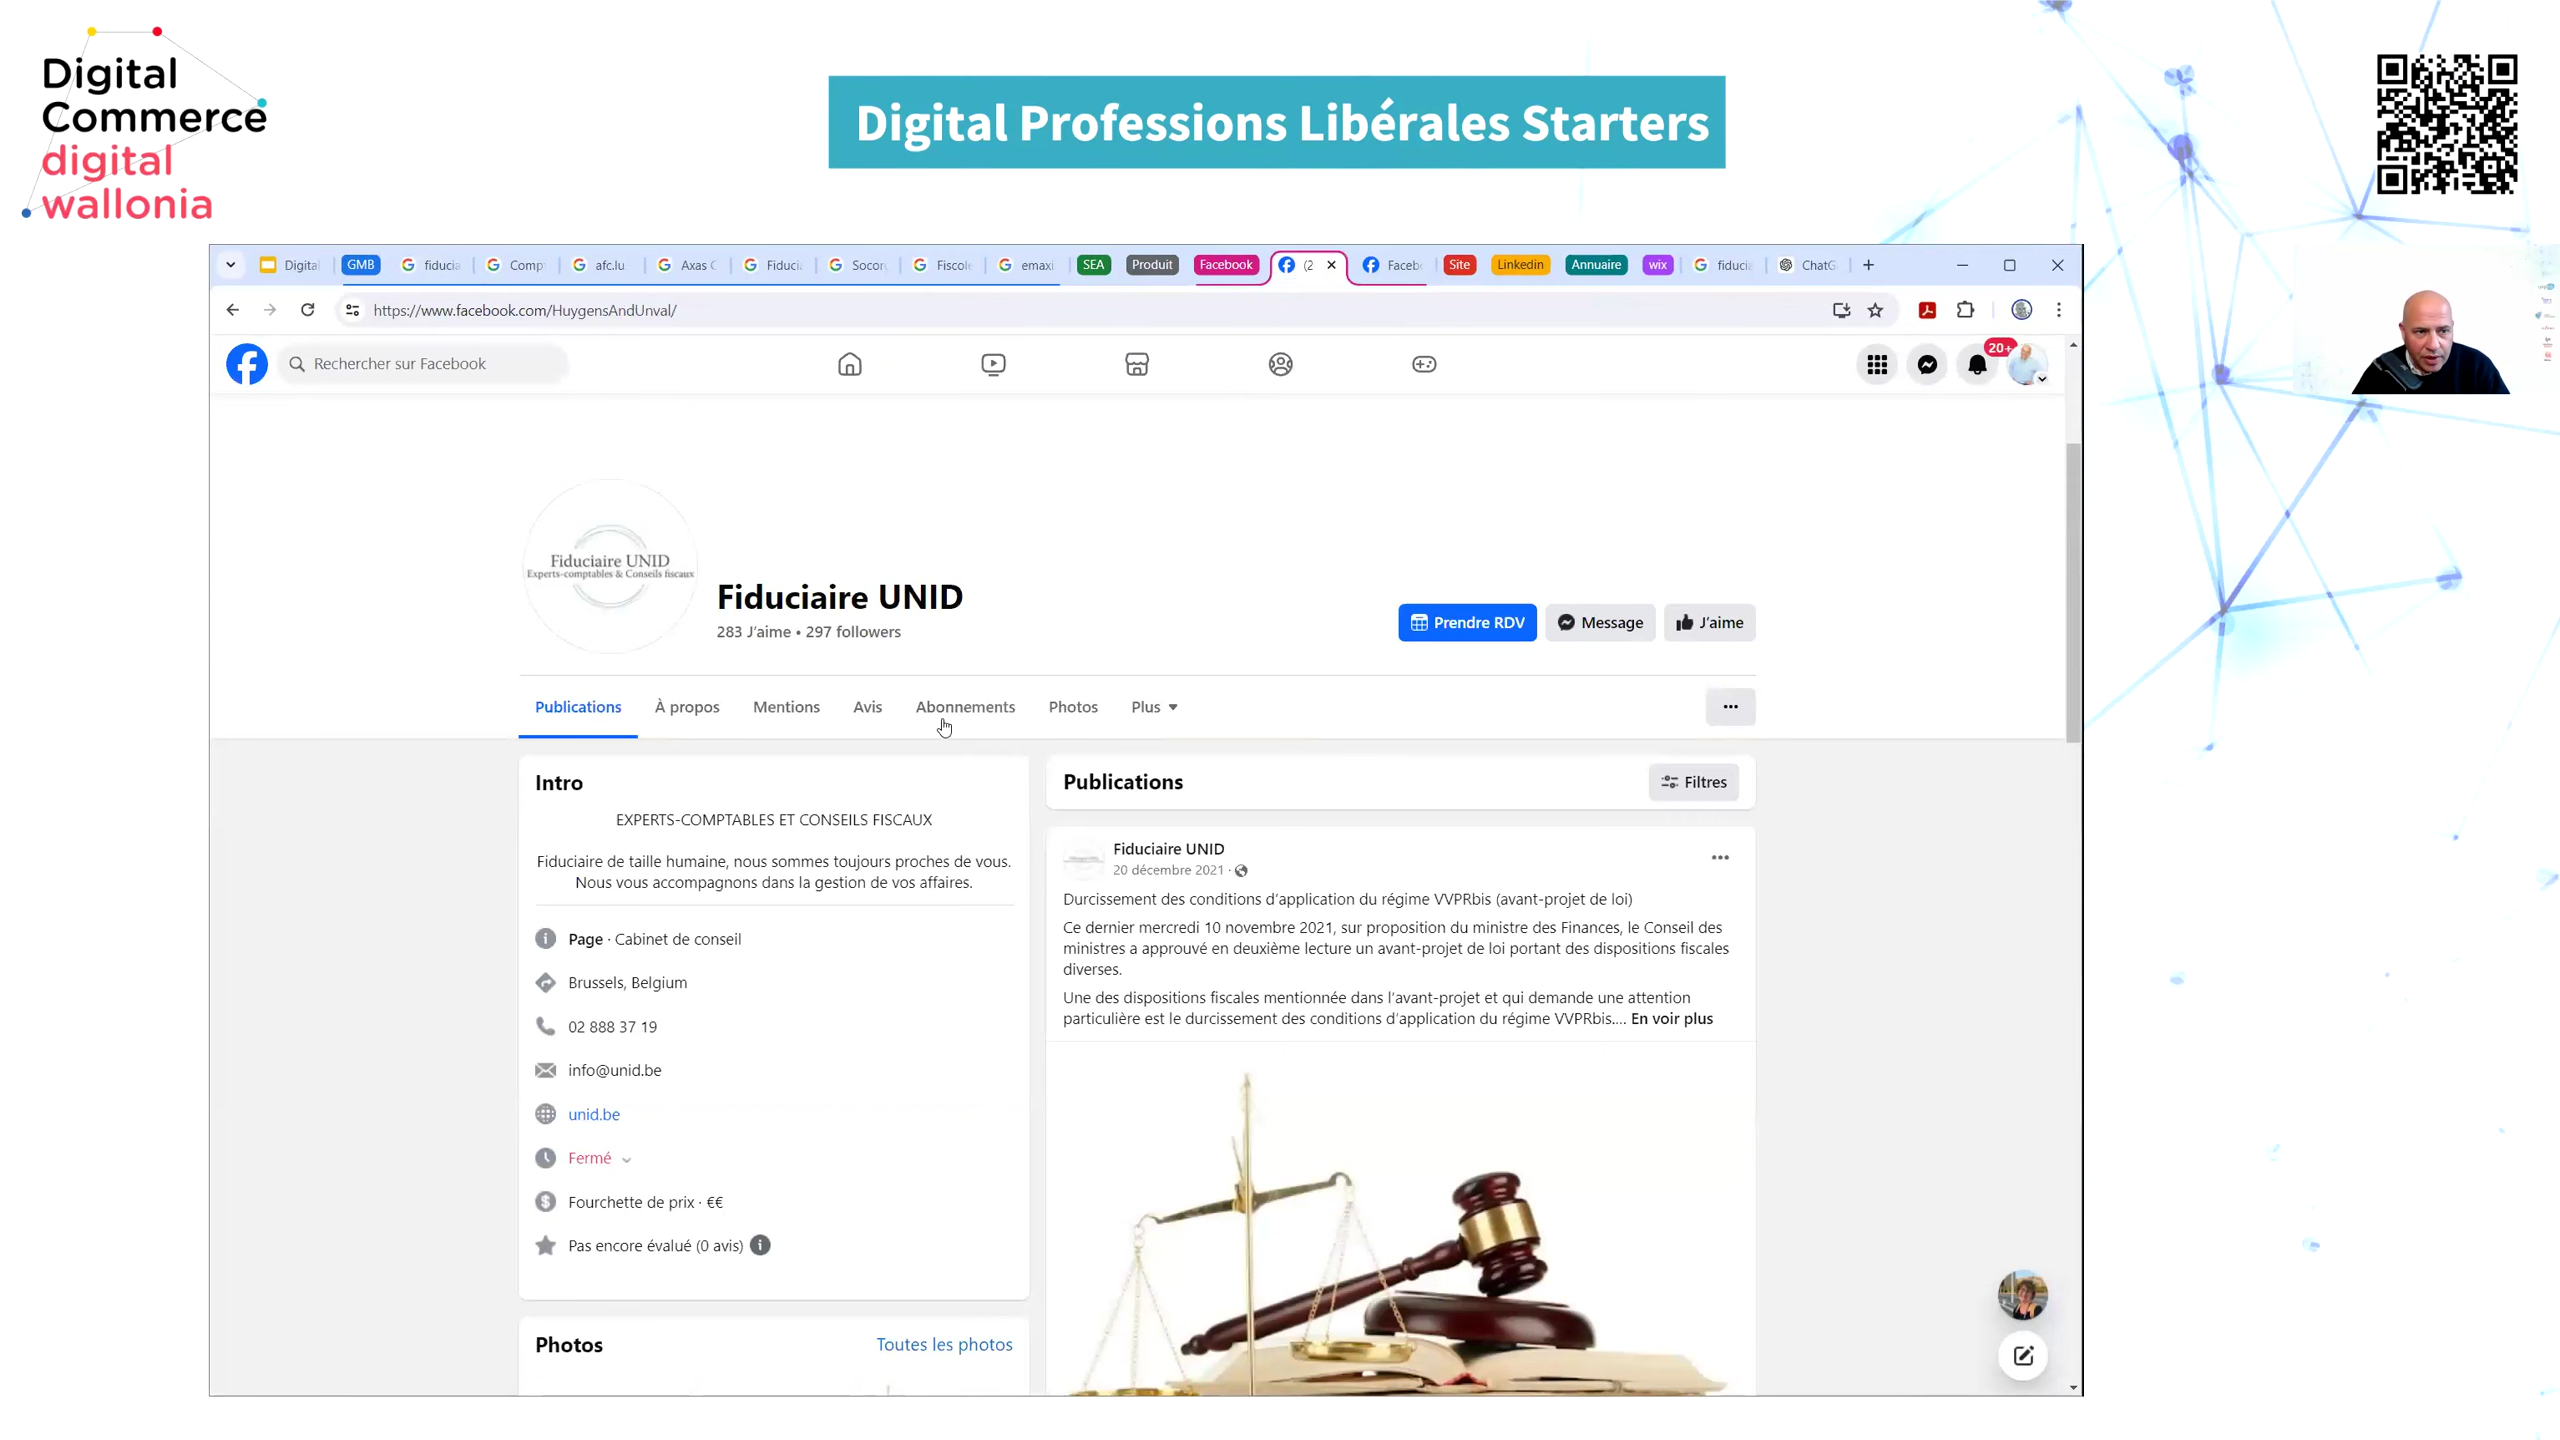 Digital
Commerce
digital
wallonia
Digital Professions Libérales Starters
Digital
GMB
fiducia
Comp
afc.lu
Axas C
Fiducia
Socor
Fiscole
emaxi
SEA
Produit
Facebook
(2
Faceb
Site
Linkedin
Annuaire
wix
fiducia
ChatG
https://www.facebook.com/HuygensAndUnval/
Rechercher sur Facebook
20+
Fiduciaire UNID
Experts-comptables & Conseils fiscaux
Fiduciaire UNID
283 J'aime • 297 followers
Prendre RDV
Message
J'aime
Publications
À propos
Mentions
Avis
Abonnements
Photos
Plus
Intro
EXPERTS-COMPTABLES ET CONSEILS FISCAUX
Fiduciaire de taille humaine, nous sommes toujours proches de vous.
Nous vous accompagnons dans la gestion de vos affaires.
Page · Cabinet de conseil
Brussels, Belgium
02 888 37 19
info@unid.be
unid.be
Fermé
Fourchette de prix · €€
Pas encore évalué (0 avis)
Photos
Toutes les photos
Publications
Filtres
Fiduciaire UNID
20 décembre 2021 ·
Durcissement des conditions d'application du régime VVPRbis (avant-projet de loi)
Ce dernier mercredi 10 novembre 2021, sur proposition du ministre des Finances, le Conseil des
ministres a approuvé en deuxième lecture un avant-projet de loi portant des dispositions fiscales
diverses.
Une des dispositions fiscales mentionnée dans l'avant-projet et qui demande une attention
particulière est le durcissement des conditions d'application du régime VVPRbis.... En voir plus